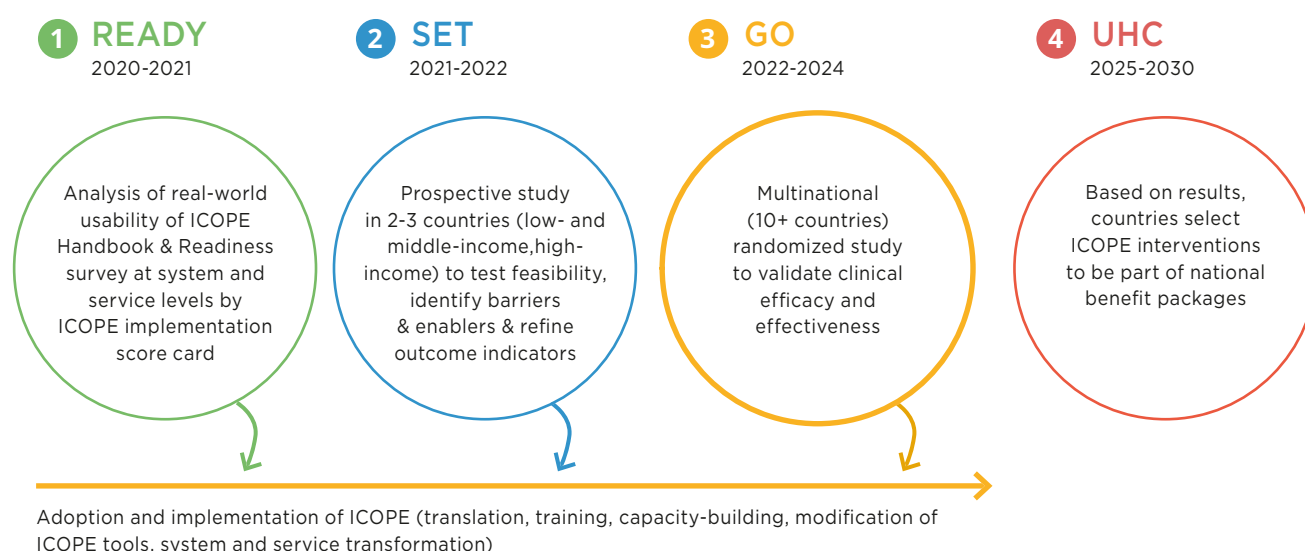 1 READY
2020-2021
Analysis of real-world
usability of ICOPE
Handbook & Readiness
survey at system and
service levels by
ICOPE implementation
score card
2 SET
2021-2022
Prospective study
in 2-3 countries (low- and
middle-income,high-
income) to test feasibility,
identify barriers
& enablers & refine
outcome indicators
3 GO
2022-2024
Multinational
(10+ countries)
randomized study
to validate clinical
efficacy and
effectiveness
4 UHC
2025-2030
Based on results,
countries select
ICOPE interventions
to be part of national
benefit packages
Adoption and implementation of ICOPE (translation, training, capacity-building, modification of
ICOPE tools, system and service transformation)